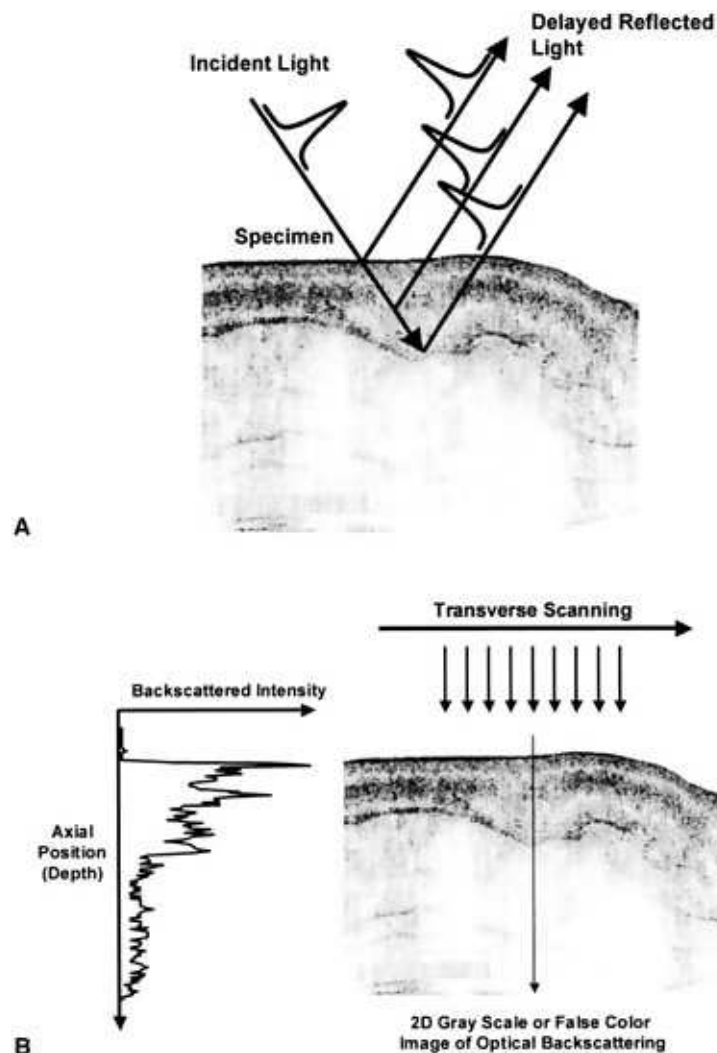 Delayed Reflected
Light
Incident Light
Specimen
A
Transverse Scanning
Backscattered Intensity
Axial
Position
(Depth)
2D Gray Scale or False Color
Image of Optical Backscattering
B